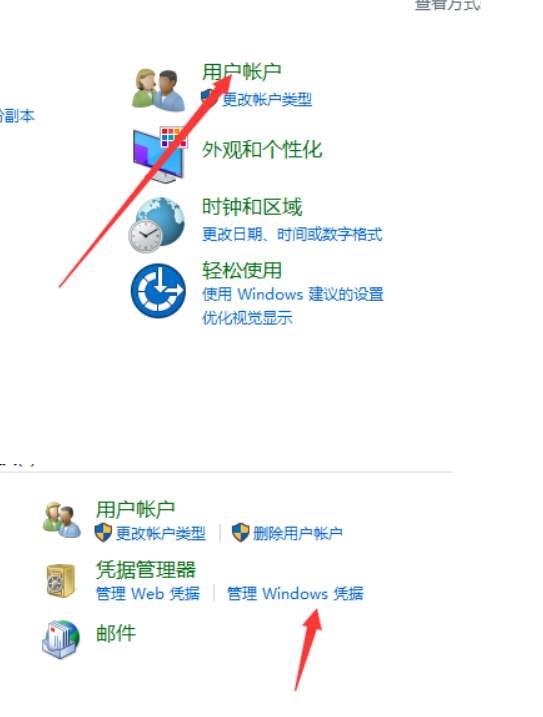 查看方式:
用户帐户
更改帐户类型
份副本
外观和个性化
时钟和区域
更改日期、时间或数字格式
轻松使用
使用 Windows 建议的设置
优化视觉显示
用户帐户
更改帐户类型 删除用户帐户
凭据管理器
管理 Web 凭据 管理 Windows 凭据
邮件